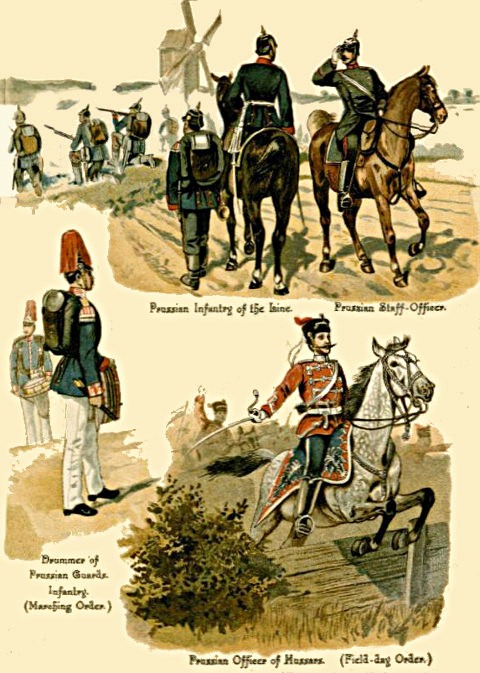 Prussian Infantry of the Line. Prussian Staff-Officer.
Drummer of
Prussian Guards.
Infantry.
(Marching Order.)
Prussian Officer of Hussars. (Field-day Order.)